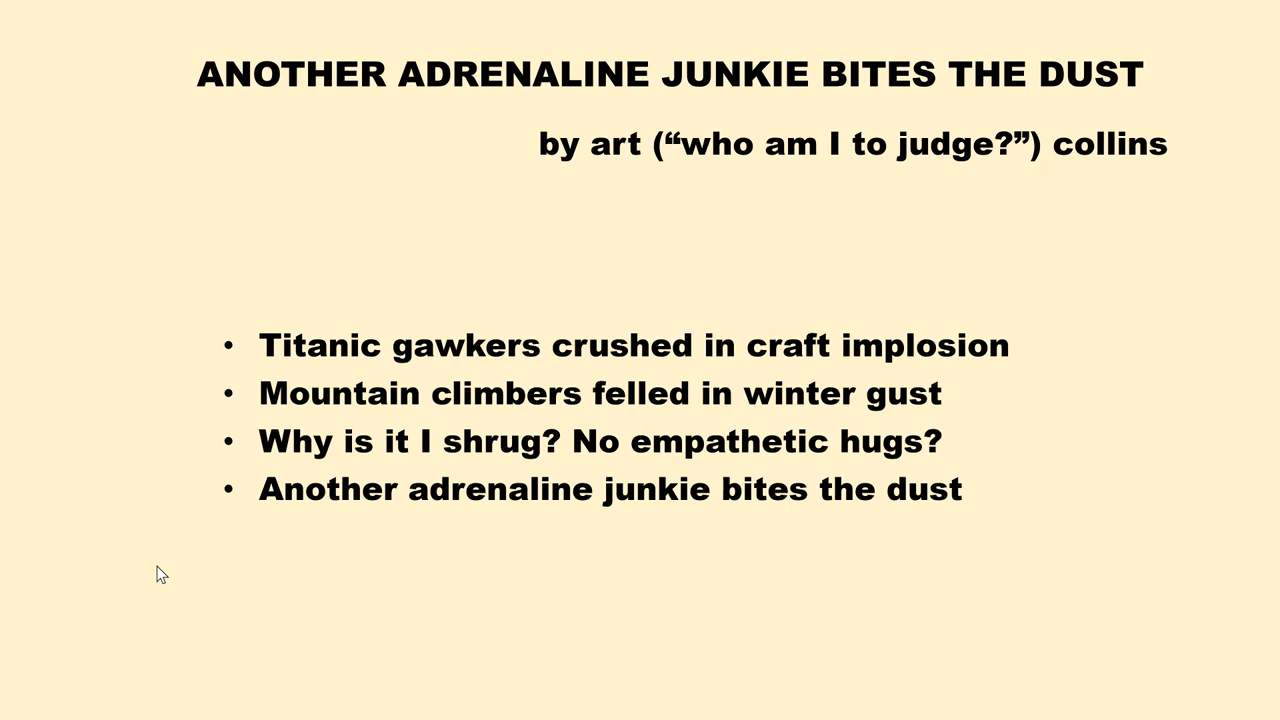 ANOTHER ADRENALINE JUNKIE BITES THE DUST
by art (“who am I to judge?”) collins
• Titanic gawkers crushed in craft implosion
• Mountain climbers felled in winter gust
• Why is it I shrug? No empathetic hugs?
• Another adrenaline junkie bites the dust